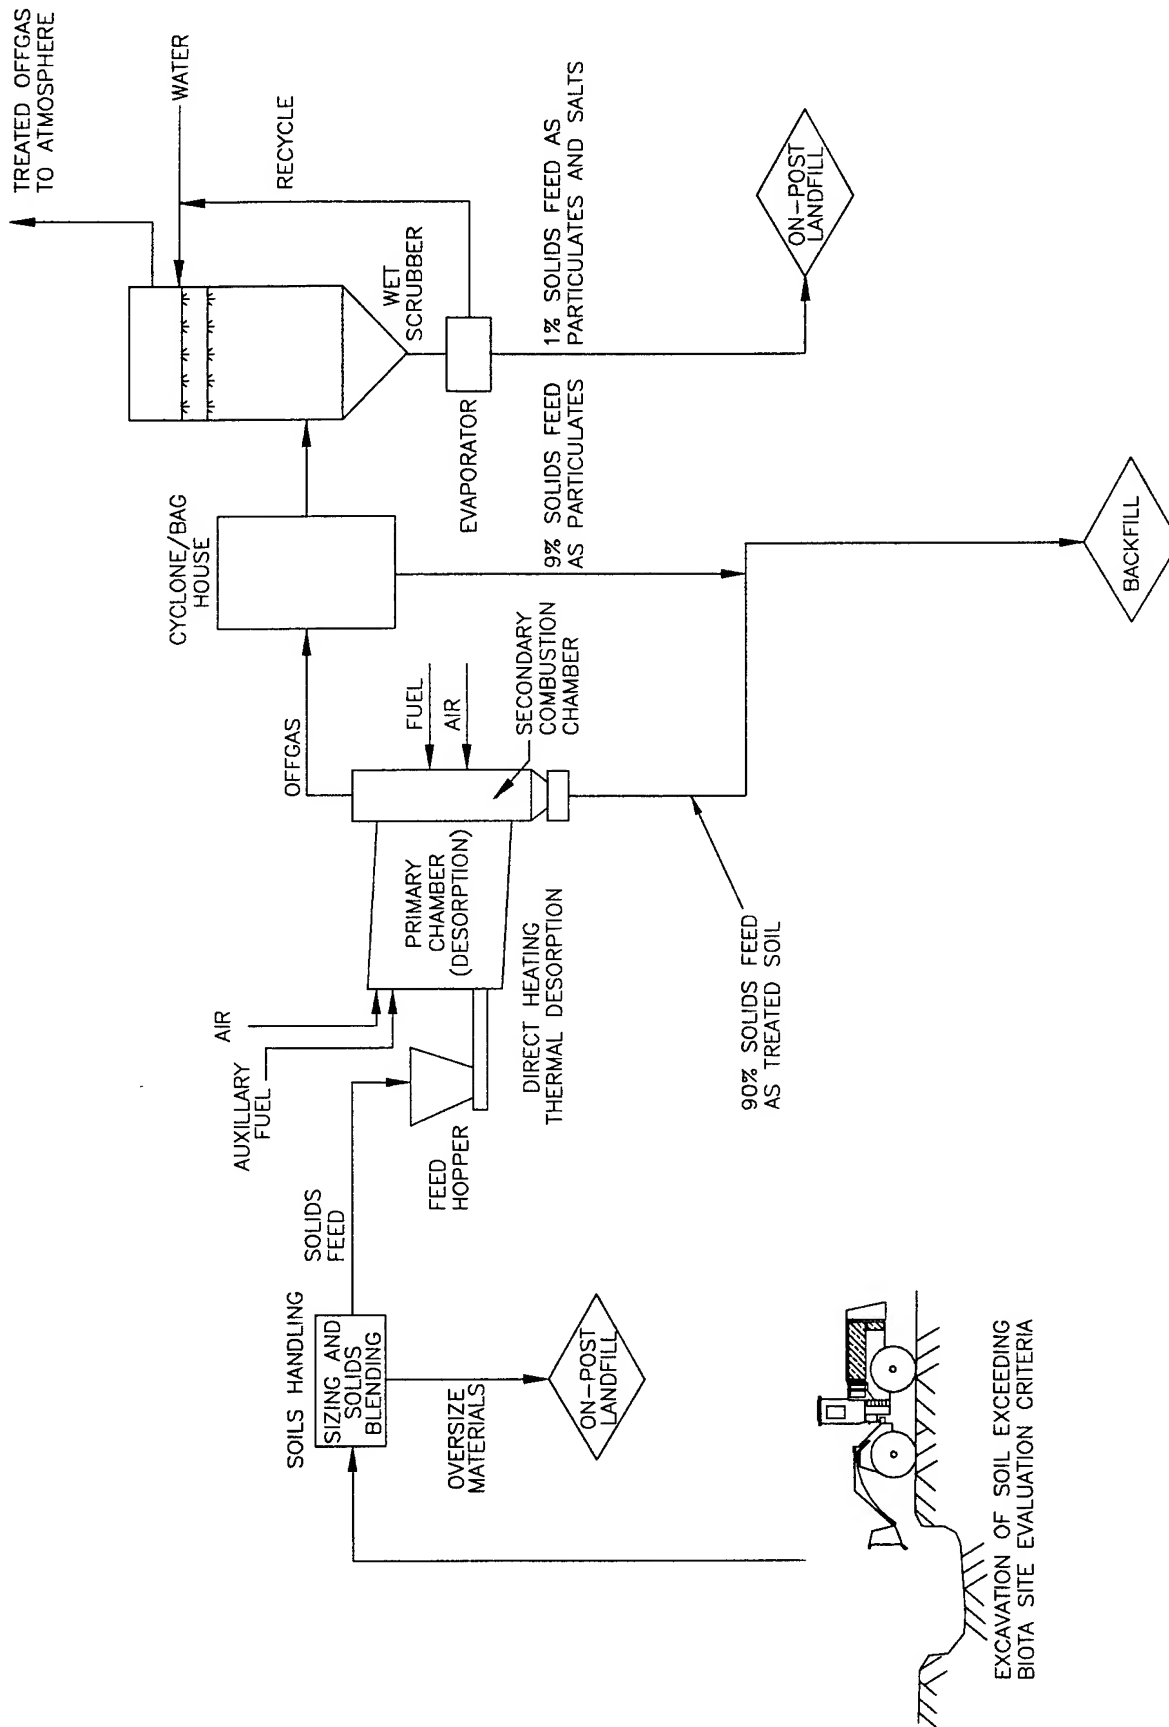 EXCAVATION OF SOIL EXCEEDING
BIOTA SITE EVALUATION CRITERIA
SOILS HANDLING
SIZING AND
SOLIDS
BLENDING
OVERSIZE
MATERIALS
ON-POST
LANDFILL
SOLIDS
FEED
FEED
HOPPER
AUXILLARY
FUEL
AIR
PRIMARY
CHAMBER
(DESORPTION)
DIRECT HEATING
THERMAL DESORPTION
OFFGAS
FUEL
AIR
SECONDARY
COMBUSTION
CHAMBER
90% SOLIDS FEED
AS TREATED SOIL
CYCLONE/BAG
HOUSE
9% SOLIDS FEED
AS PARTICULATES
BACKFILL
TREATED OFFGAS
TO ATMOSPHERE
WATER
RECYCLE
WET
SCRUBBER
EVAPORATOR
1% SOLIDS FEED AS
PARTICULATES AND SALTS
ON-POST
LANDFILL